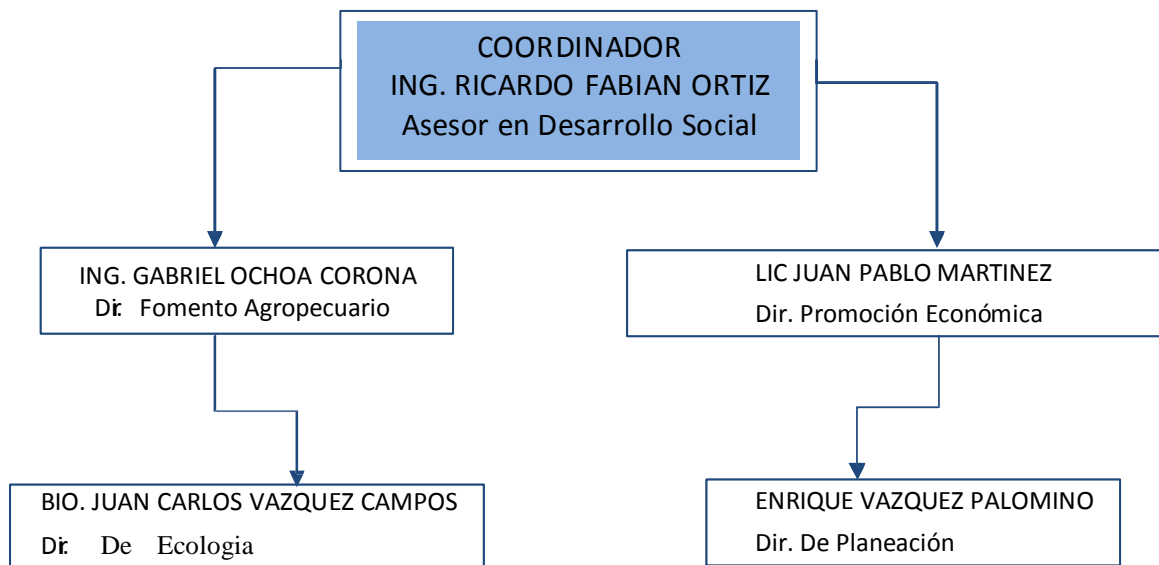 COORDINADOR
ING. RICARDO FABIAN ORTIZ
Asesor en Desarrollo Social
ING. GABRIEL OCHOA CORONA
Dir. Fomento Agropecuario
LIC JUAN PABLO MARTINEZ
Dir. Promoción Económica
BIO. JUAN CARLOS VAZQUEZ CAMPOS
Dir. De Ecologia
ENRIQUE VAZQUEZ PALOMINO
Dir. De Planeación